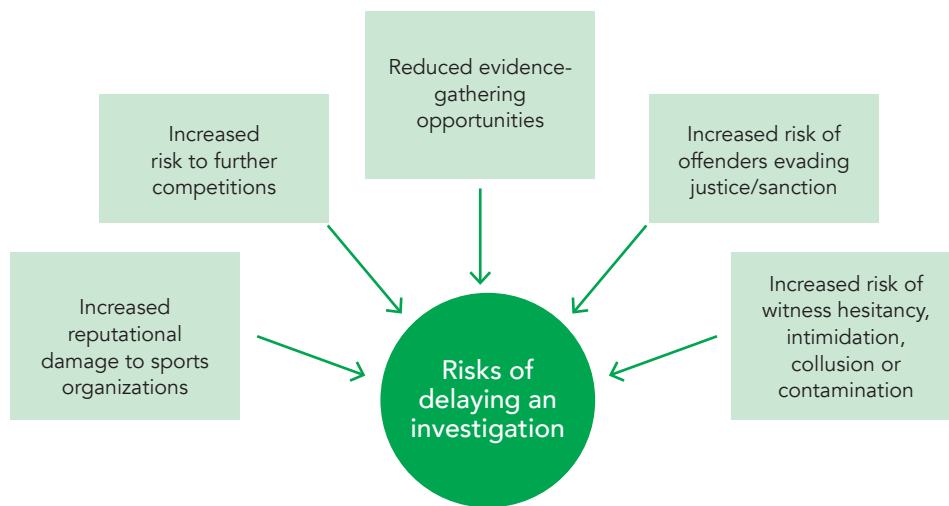 Reduced evidence-
gathering
opportunities
Increased
risk to further
competitions
Increased risk of
offenders evading
justice/sanction
Increased
reputational
damage to sports
organizations
Increased risk of
witness hesitancy,
intimidation,
collusion or
contamination
Risks of
delaying an
investigation